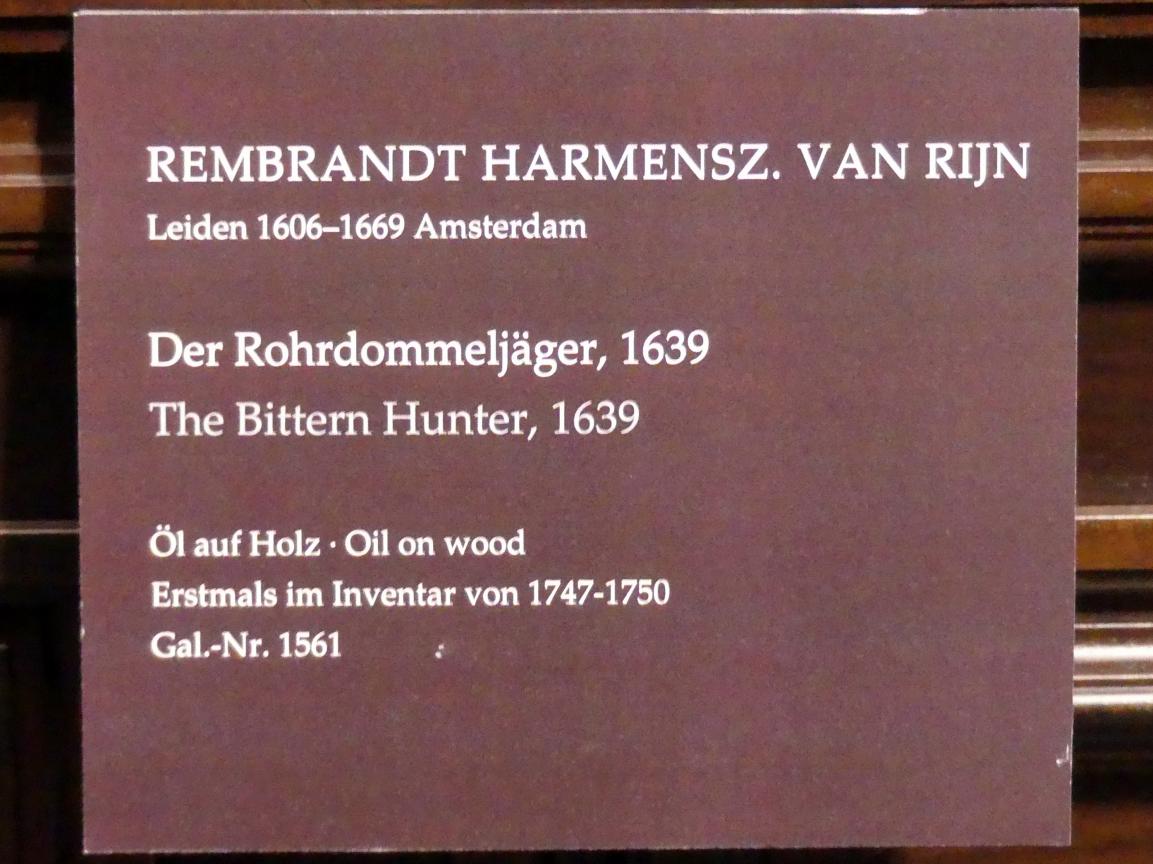 REMBRANDT HARMENSZ. VAN RIJN
Leiden 1606–1669 Amsterdam
Der Rohrdommeljäger, 1639
The Bittern Hunter, 1639
Öl auf Holz · Oil on wood
Erstmals im Inventar von 1747-1750
Gal.-Nr. 1561